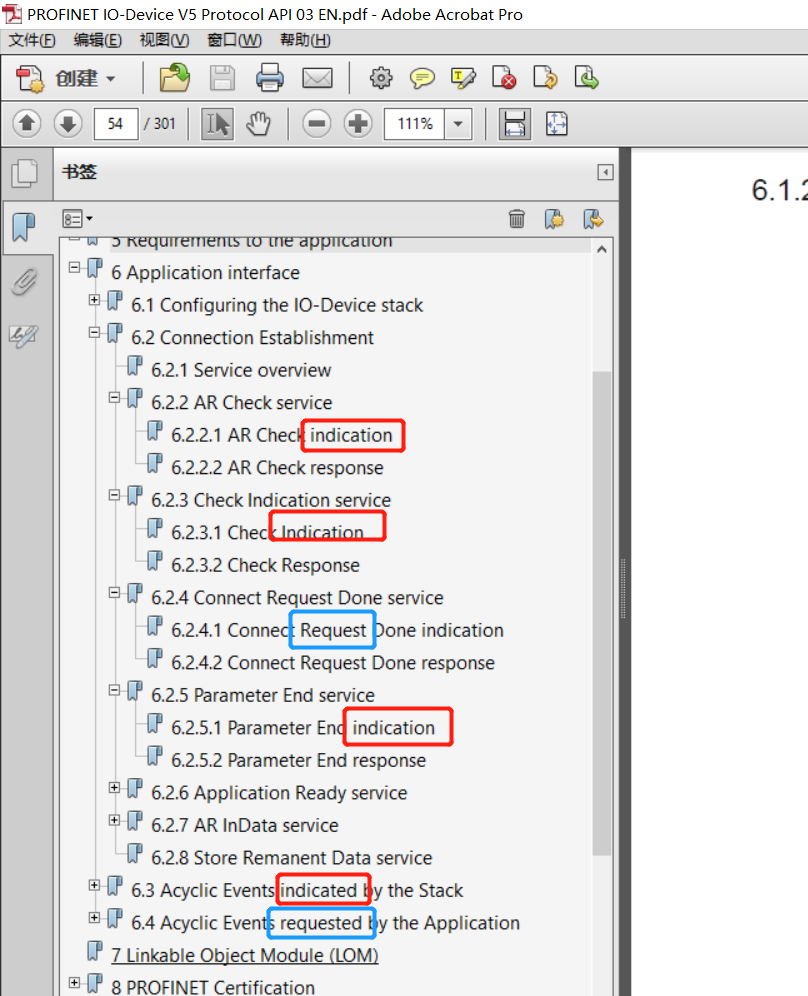 PROFINET IO-Device V5 Protocol API 03 EN.pdf - Adobe Acrobat Pro
文件(F) 编辑(E) 视图(V) 窗口(W) 帮助(H)
创建
54 / 301 111%
书签
6.1.2
5 Requirements to the application
6 Application interface
6.1 Configuring the IO-Device stack
6.2 Connection Establishment
6.2.1 Service overview
6.2.2 AR Check service
6.2.2.1 AR Check indication
6.2.2.2 AR Check response
6.2.3 Check Indication service
6.2.3.1 Check Indication
6.2.3.2 Check Response
6.2.4 Connect Request Done service
6.2.4.1 Connect Request Done indication
6.2.4.2 Connect Request Done response
6.2.5 Parameter End service
6.2.5.1 Parameter End indication
6.2.5.2 Parameter End response
6.2.6 Application Ready service
6.2.7 AR InData service
6.2.8 Store Remanent Data service
6.3 Acyclic Events indicated by the Stack
6.4 Acyclic Events requested by the Application
7 Linkable Object Module (LOM)
8 PROFINET Certification